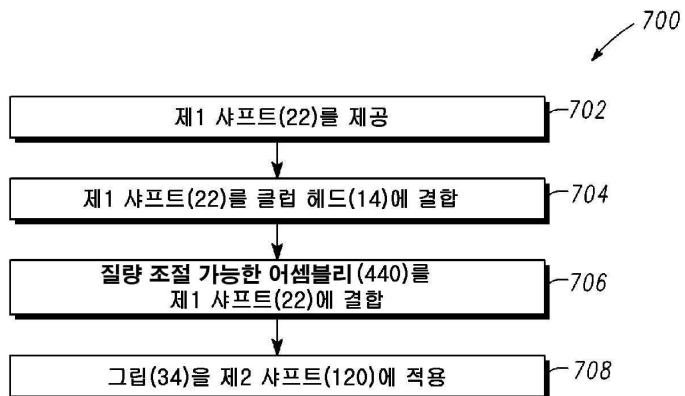 700
제1 샤프트(22)를 제공
702
제1 샤프트(22)를 클럽 헤드(14)에 결합
704
질량 조절 가능한 어셈블리(440)를
제1 샤프트(22)에 결합
706
그립(34)을 제2 샤프트(120)에 적용
708